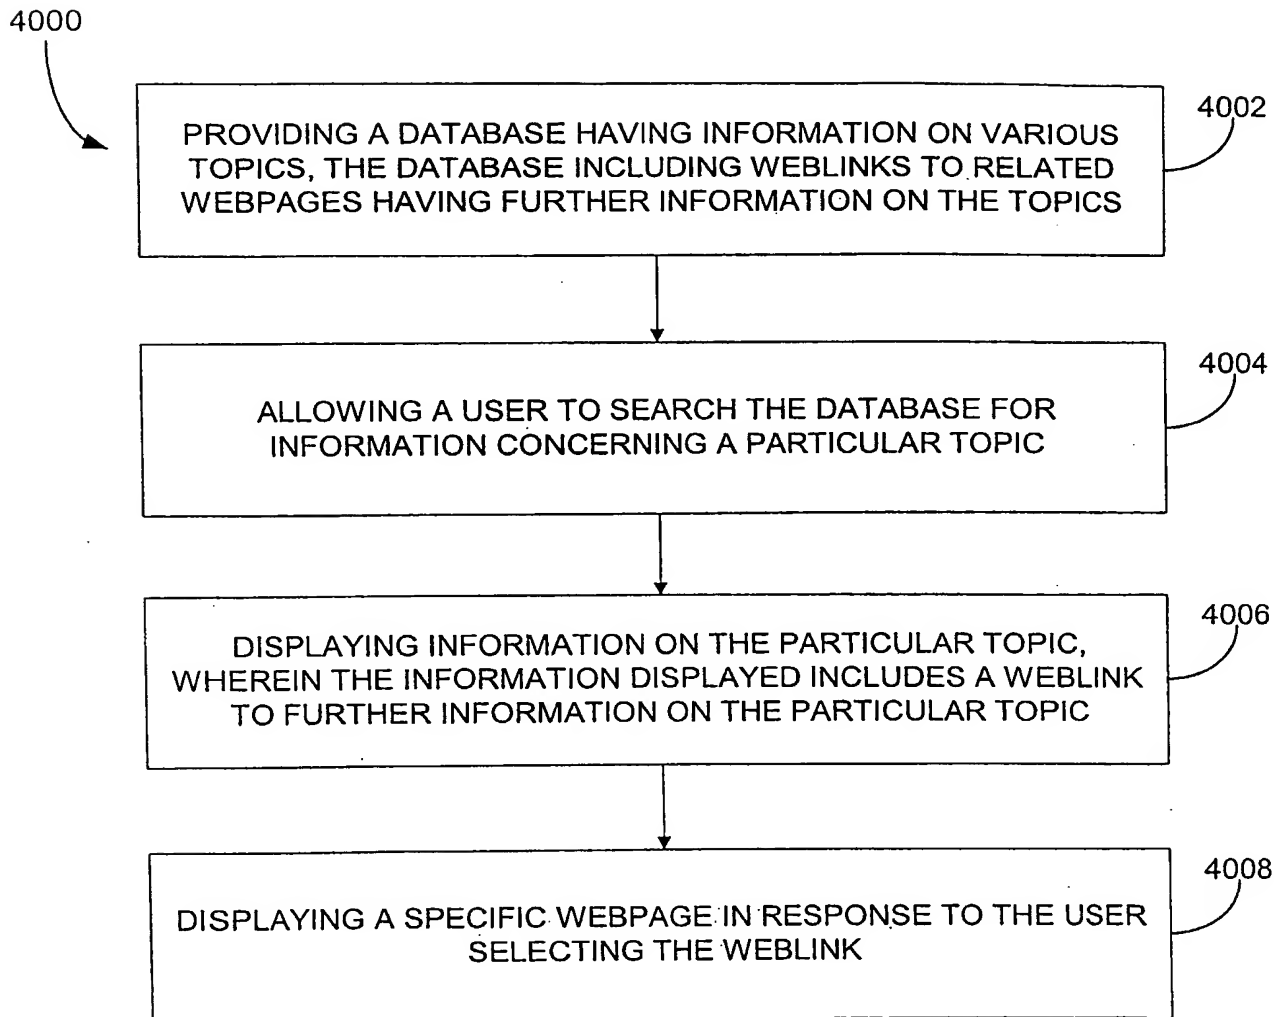 4000
4002
PROVIDING A DATABASE HAVING INFORMATION ON VARIOUS
TOPICS, THE DATABASE INCLUDING WEBLINKS TO RELATED
WEBPAGES HAVING FURTHER INFORMATION ON THE TOPICS
4004
ALLOWING A USER TO SEARCH THE DATABASE FOR
INFORMATION CONCERNING A PARTICULAR TOPIC
4006
DISPLAYING INFORMATION ON THE PARTICULAR TOPIC,
WHEREIN THE INFORMATION DISPLAYED INCLUDES A WEBLINK
TO FURTHER INFORMATION ON THE PARTICULAR TOPIC
4008
DISPLAYING A SPECIFIC WEBPAGE IN RESPONSE TO THE USER
SELECTING THE WEBLINK